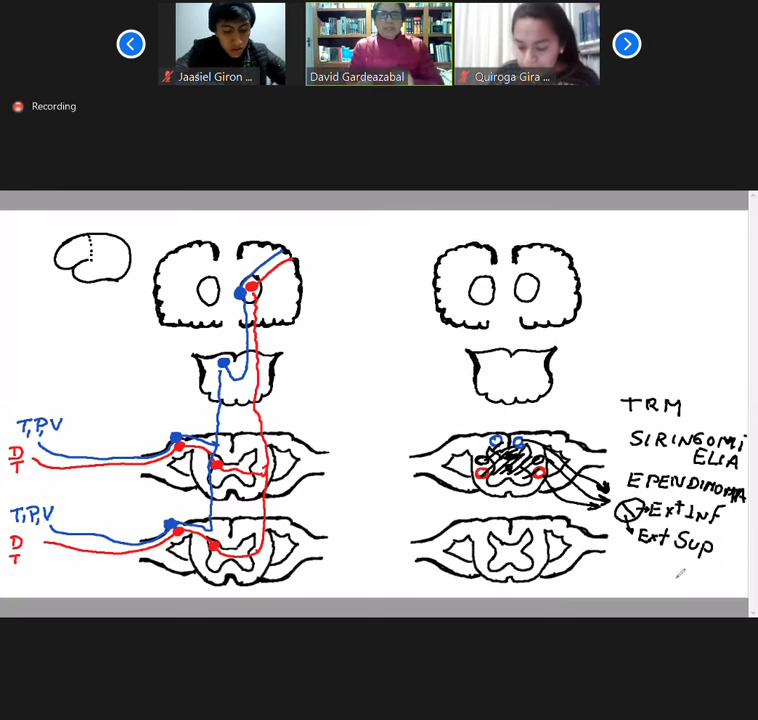 Jaasiel Giron ...
David Gardeazabal
Quiroga Gira ...
Recording
T,P,V
D
T
T,P,V
D
T
TRM
SIRINGOMI
ELIA
EPENDIMOMA
Ext Inf
Ext Sup